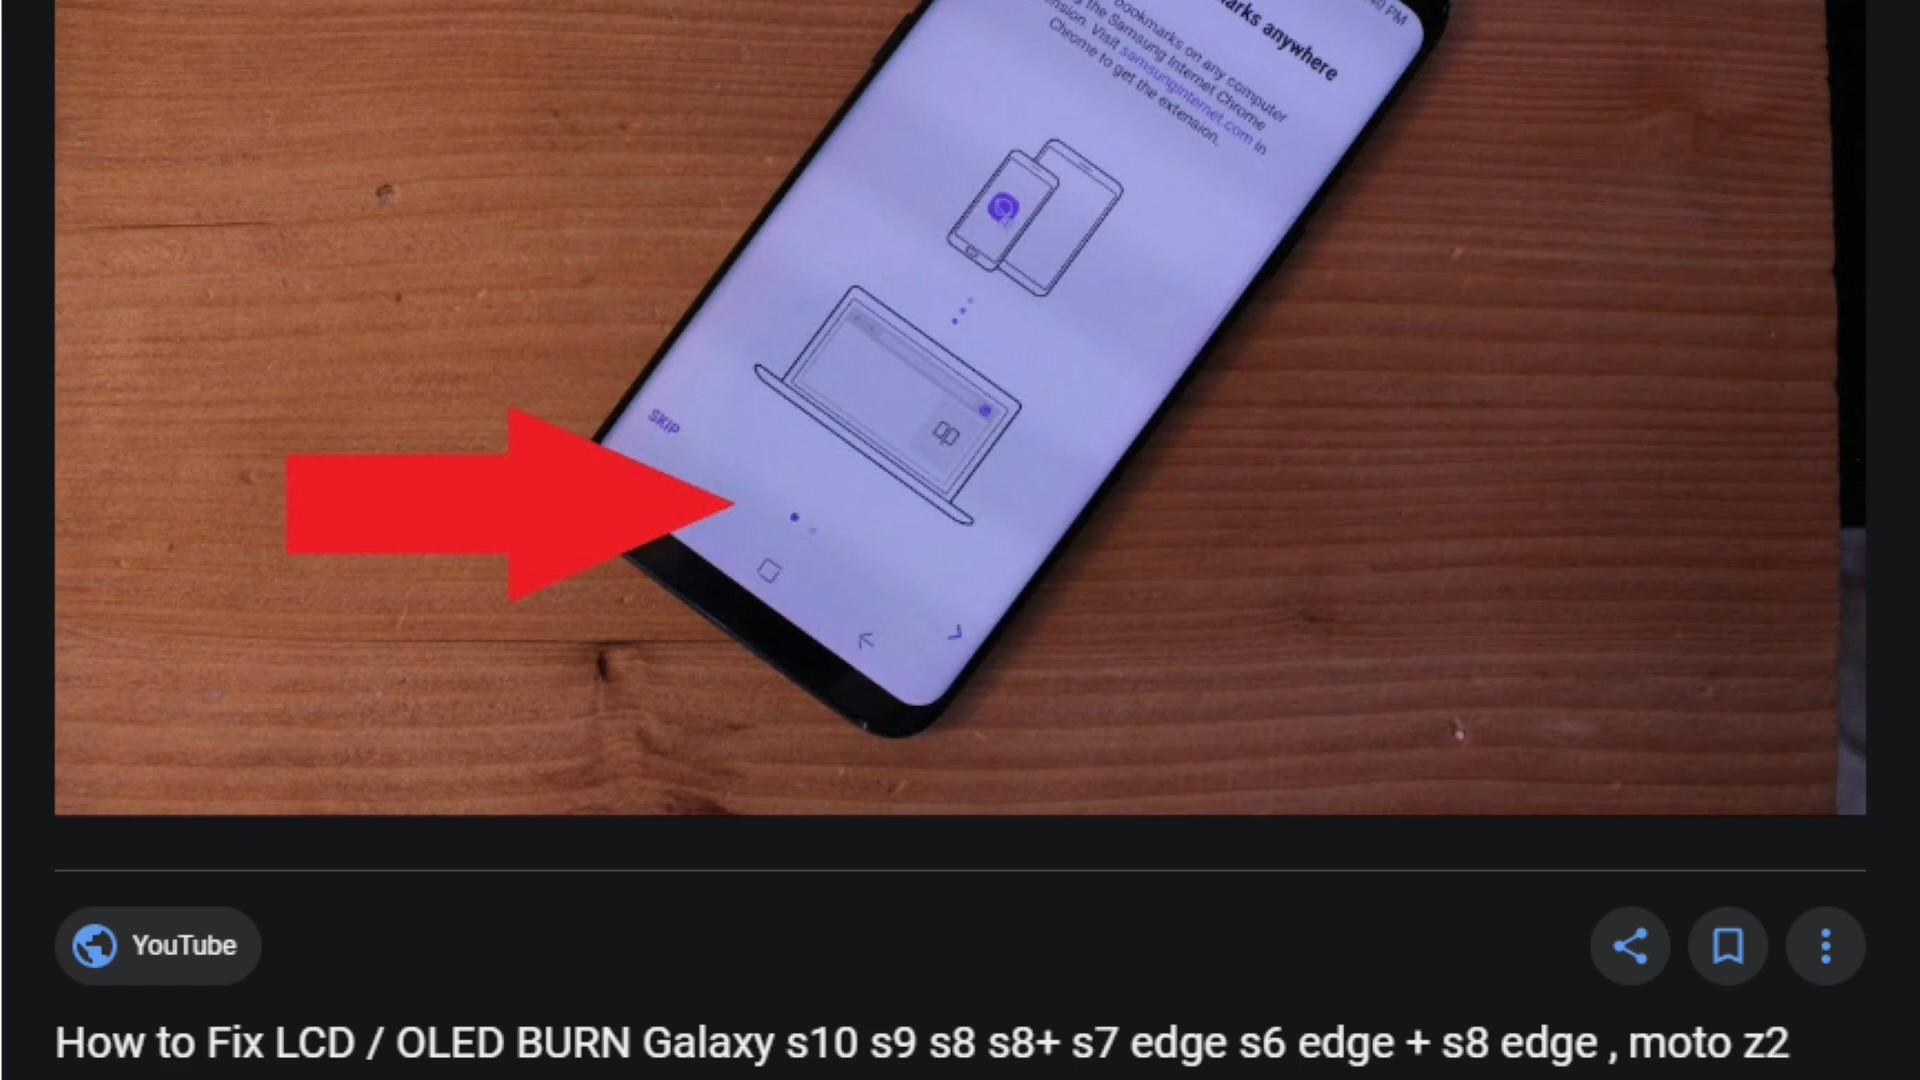 40 PM
arks anywhere
bookmarks on any computer
the Samsung Internet Chrome
nsion. Visit samsunginternet.com in
Chrome to get the extension.
SKIP
YouTube
How to Fix LCD / OLED BURN Galaxy s10 s9 s8 s8+ s7 edge s6 edge + s8 edge , moto z2